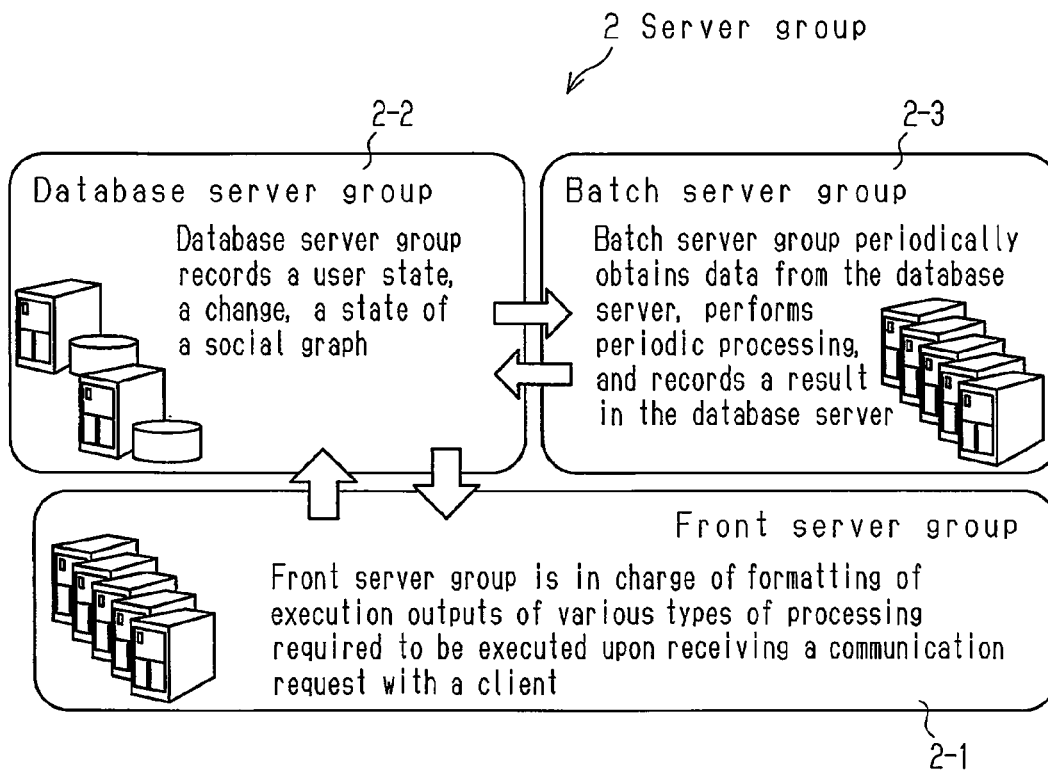 2 Server group
2-2
2-3
Database server group
Database server group
records a user state,
a change, a state of
a social graph
Batch server group
Batch server group periodically
obtains data from the database
server, performs
periodic processing,
and records a result
in the database server
Front server group
Front server group is in charge of formatting of
execution outputs of various types of processing
required to be executed upon receiving a communication
request with a client
2-1